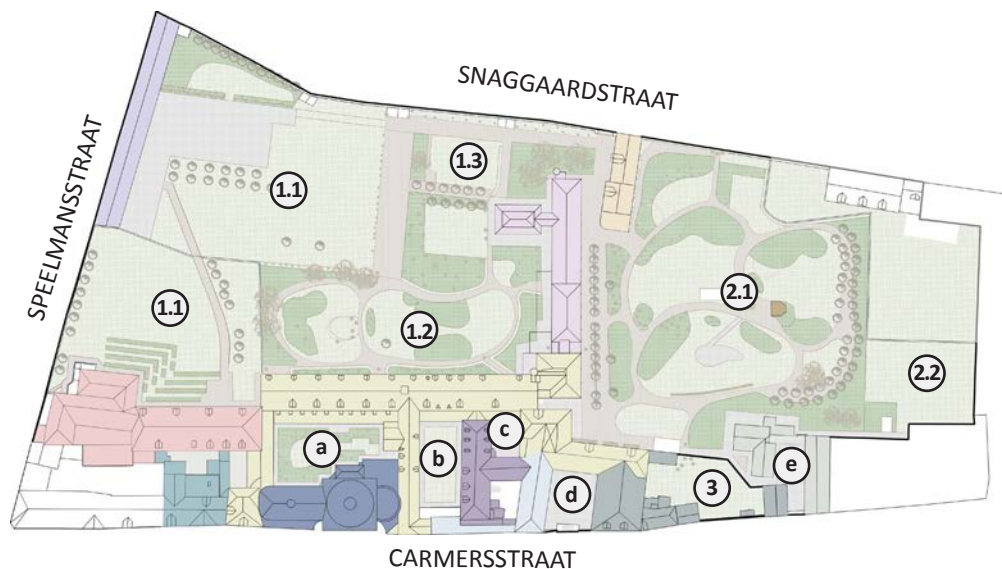 SNAGGAARDSTRAAT
SPEELMANSSTRAAT
1.3
1.1
2.1
1.1
1.2
2.2
c
a
b
e
d
3
CARMERSSTRAAT